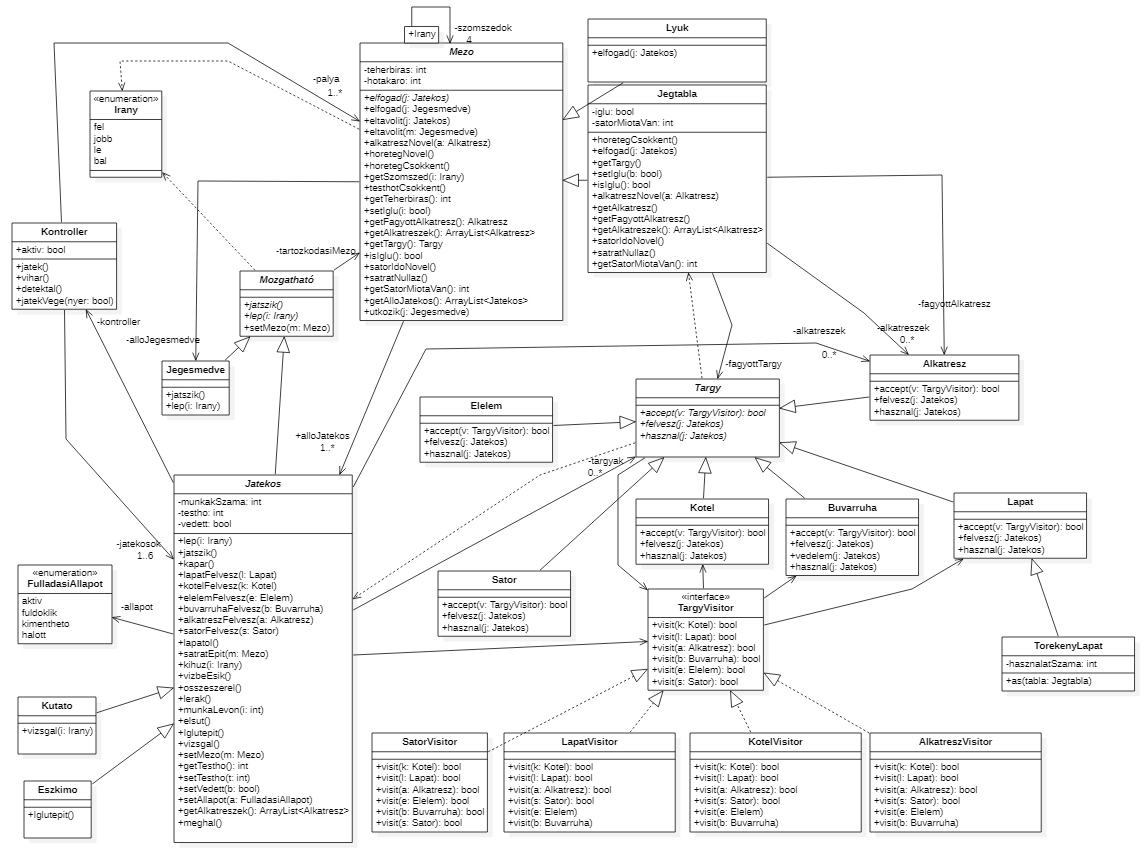 +Irany
-szomszedok
4
Mezo
-teherbiras: int
-hotakaro: int
+elfogad(j: Jatekos)
+elfogad(j: Jegesmedve)
+eltavolit(j: Jatekos)
+eltavolit(m: Jegesmedve)
+alkatreszNovel(a: Alkatresz)
+horetegNovel()
+horetegCsokkent()
+getSzomszed(i: Irany)
+testhotCsokkent()
+getTeherbiras(): int
+setIglu(i: bool)
+getFagyottAlkatresz(): Alkatresz
+getAlkatreszek(): ArrayList<Alkatresz>
+getTargy(): Targy
+isIglu(): bool
+satorIdoNovel()
+satratNullaz()
+getSatorMiotaVan(): int
+getAlloJatekos(): ArrayList<Jatekos>
+utkozik(j: Jegesmedve)
Lyuk
+elfogad(j: Jatekos)
Jegtabla
-iglu: bool
-satorMiotaVan: int
+horetegCsokkent()
+elfogad(j: Jatekos)
+getTargy()
+setIglu(b: bool)
+isIglu(): bool
+alkatreszNovel(a: Alkatresz)
+getAlkatresz()
+getFagyottAlkatresz()
+getAlkatreszek(): ArrayList<Alkatresz>
+satorIdoNovel()
+satratNullaz()
+getSatorMiotaVan(): int
-palya
1..*
«enumeration»
Irany
fel
jobb
le
bal
Kontroller
+aktiv: bool
+jatek()
+vihar()
+detektal()
+jatekVege(nyer: bool)
-tartozkodasiMezo
Mozgatható
+jatszik()
+lep(i: Irany)
+setMezo(m: Mezo)
-kontroller
-alloJegesmedve
Jegesmedve
+jatszik()
+lep(i: Irany)
-fagyottAlkatresz
-alkatreszek
0..*
-alkatreszek
0..*
-fagyottTargy
Alkatresz
+accept(v: TargyVisitor): bool
+felvesz(j: Jatekos)
+hasznal(j: Jatekos)
Targy
+accept(v: TargyVisitor): bool
+felvesz(j: Jatekos)
+hasznal(j: Jatekos)
Elelem
+accept(v: TargyVisitor): bool
+felvesz(j: Jatekos)
+hasznal(j: Jatekos)
+alloJatekos
1..*
-targyak
0..*
Jatekos
-munkakSzama: int
-testho: int
-vedett: bool
+lep(i: Irany)
+jatszik()
+kapar()
+lapatFelvesz(l: Lapat)
+kotelFelvesz(k: Kotel)
+elelemFelvesz(e: Elelem)
+buvarruhaFelvesz(b: Buvarruha)
+alkatreszFelvesz(a: Alkatresz)
+satorFelvesz(s: Sator)
+lapatol()
+satratEpit(m: Mezo)
+kihuz(i: Irany)
+vizbeEsik()
+osszeszerel()
+lerak()
+munkaLevon(i: int)
+elsut()
+Iglutepit()
+vizsgal()
+setMezo(m: Mezo)
+getTestho(): int
+setTestho(t: int)
+setVedett(b: bool)
+setAllapot(a: FulladasiAllapot)
+getAlkatreszek(): ArrayList<Alkatresz>
+meghal()
-jatekosok
1..6
«enumeration»
FulladasiAllapot
aktiv
fuldoklik
kimentheto
halott
-allapot
Kutato
+vizsgal(i: Irany)
Eszkimo
+Iglutepit()
Kotel
+accept(v: TargyVisitor): bool
+felvesz(j: Jatekos)
+hasznal(j: Jatekos)
Buvarruha
+accept(v: TargyVisitor): bool
+felvesz(j: Jatekos)
+vedelem(j: Jatekos)
+hasznal(j: Jatekos)
Lapat
+accept(v: TargyVisitor): bool
+felvesz(j: Jatekos)
+hasznal(j: Jatekos)
Sator
+accept(v: TargyVisitor): bool
+felvesz(j: Jatekos)
+hasznal(j: Jatekos)
«interface»
TargyVisitor
+visit(k: Kotel): bool
+visit(l: Lapat): bool
+visit(a: Alkatresz): bool
+visit(b: Buvarruha): bool
+visit(e: Elelem): bool
+visit(s: Sator): bool
TorekenyLapat
-hasznalatSzama: int
+as(tabla: Jegtabla)
SatorVisitor
+visit(k: Kotel): bool
+visit(l: Lapat): bool
+visit(a: Alkatresz): bool
+visit(e: Elelem): bool
+visit(b: Buvarruha): bool
+visit(s: Sator): bool
LapatVisitor
+visit(k: Kotel): bool
+visit(l: Lapat): bool
+visit(a: Alkatresz): bool
+visit(s: Sator): bool
+visit(e: Elelem)
+visit(b: Buvarruha)
KotelVisitor
+visit(k: Kotel): bool
+visit(l: Lapat): bool
+visit(a: Alkatresz): bool
+visit(s: Sator): bool
+visit(e: Elelem)
+visit(b: Buvarruha)
AlkatreszVisitor
+visit(k: Kotel): bool
+visit(l: Lapat): bool
+visit(a: Alkatresz): bool
+visit(s: Sator): bool
+visit(e: Elelem)
+visit(b: Buvarruha)